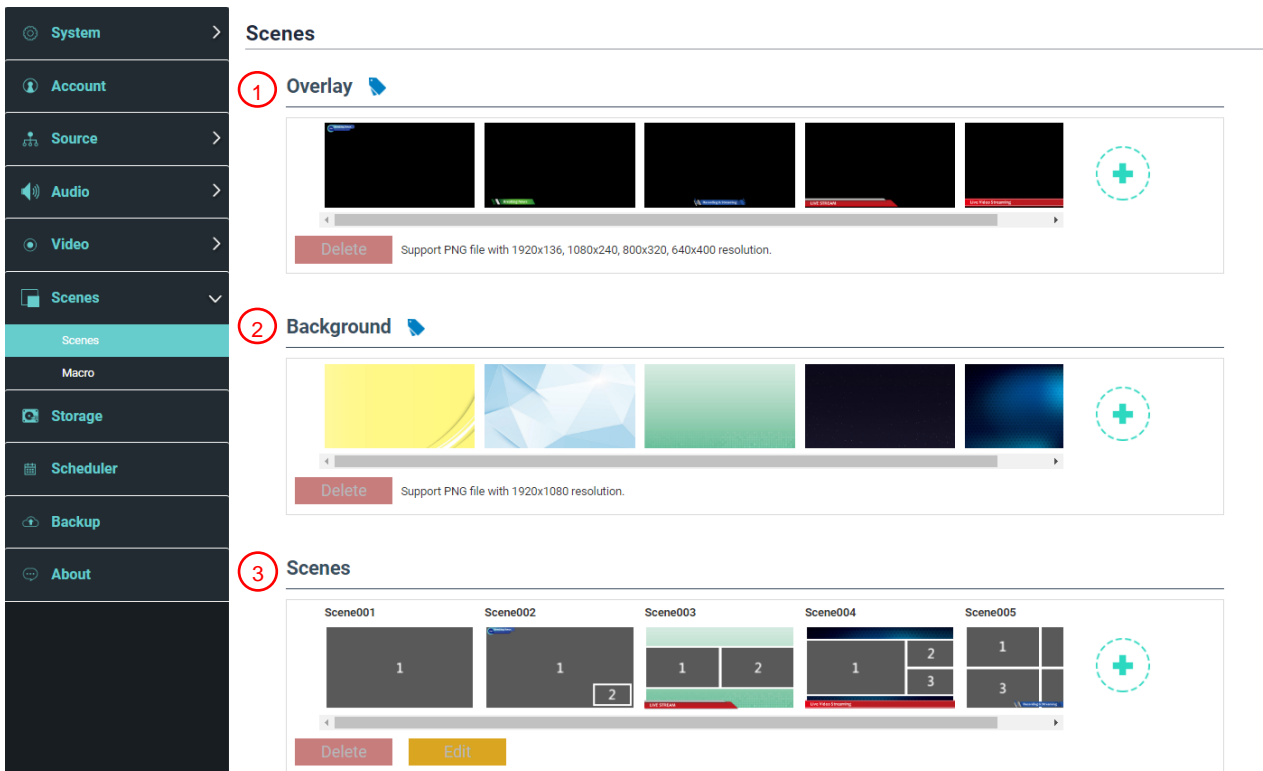 System
Account
Source
Audio
Video
Scenes
Scenes
Macro
Storage
Scheduler
Backup
About
Scenes
1 Overlay
LIVE STREAM
Live Video Streaming
Delete Support PNG file with 1920x136, 1080x240, 800x320, 640x400 resolution.
2 Background
Delete Support PNG file with 1920x1080 resolution.
3 Scenes
Scene001 Scene002 Scene003 Scene004 Scene005
1
1 2
1 2
LIVE STREAM
1 2 3
Live Video Streaming
1 3
Recording & Streaming
Delete Edit